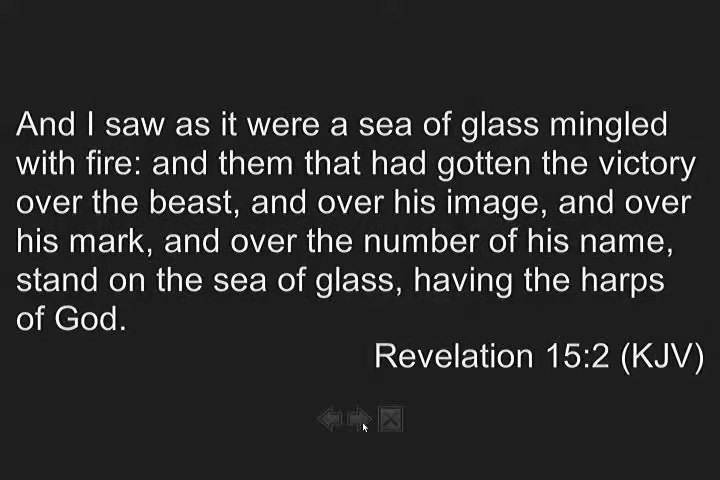 And I saw as it were a sea of glass mingled
with fire: and them that had gotten the victory
over the beast, and over his image, and over
his mark, and over the number of his name,
stand on the sea of glass, having the harps
of God.
Revelation 15:2 (KJV)